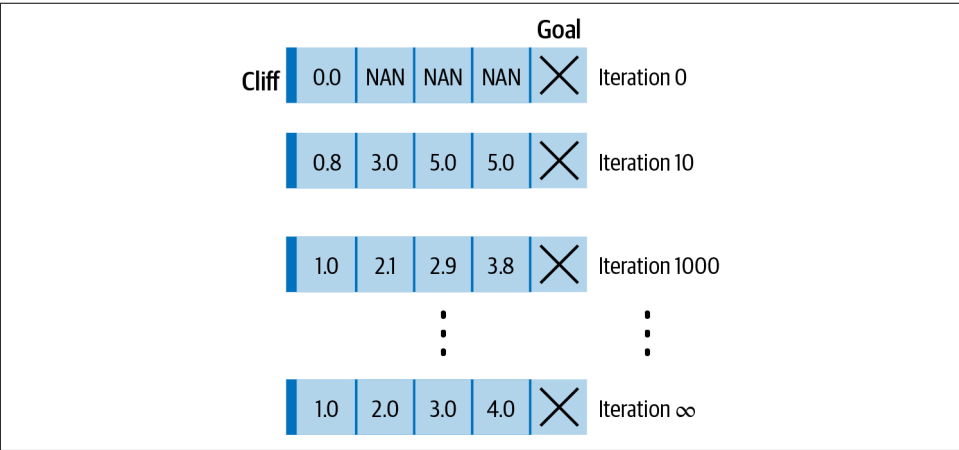 Goal
Cliff 0.0 NAN NAN NAN Iteration 0
0.8 3.0 5.0 5.0 Iteration 10
1.0 2.1 2.9 3.8 Iteration 1000
1.0 2.0 3.0 4.0 Iteration ∞